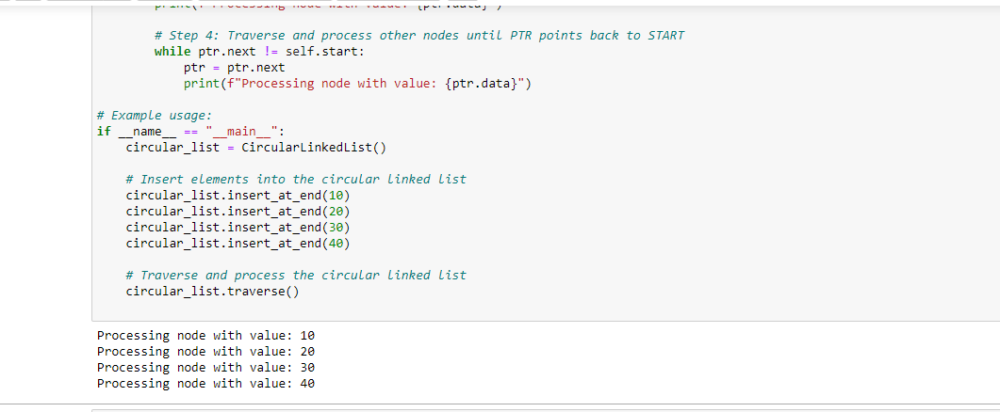 # Step 4: Traverse and process other nodes until PTR points back to START
while ptr.next != self.start:
ptr = ptr.next
print(f"Processing node with value: {ptr.data}")
# Example usage:
if __name__ == "__main__":
circular_list = CircularLinkedList()
# Insert elements into the circular linked list
circular_list.insert_at_end(10)
circular_list.insert_at_end(20)
circular_list.insert_at_end(30)
circular_list.insert_at_end(40)
# Traverse and process the circular linked list
circular_list.traverse()
Processing node with value: 10
Processing node with value: 20
Processing node with value: 30
Processing node with value: 40